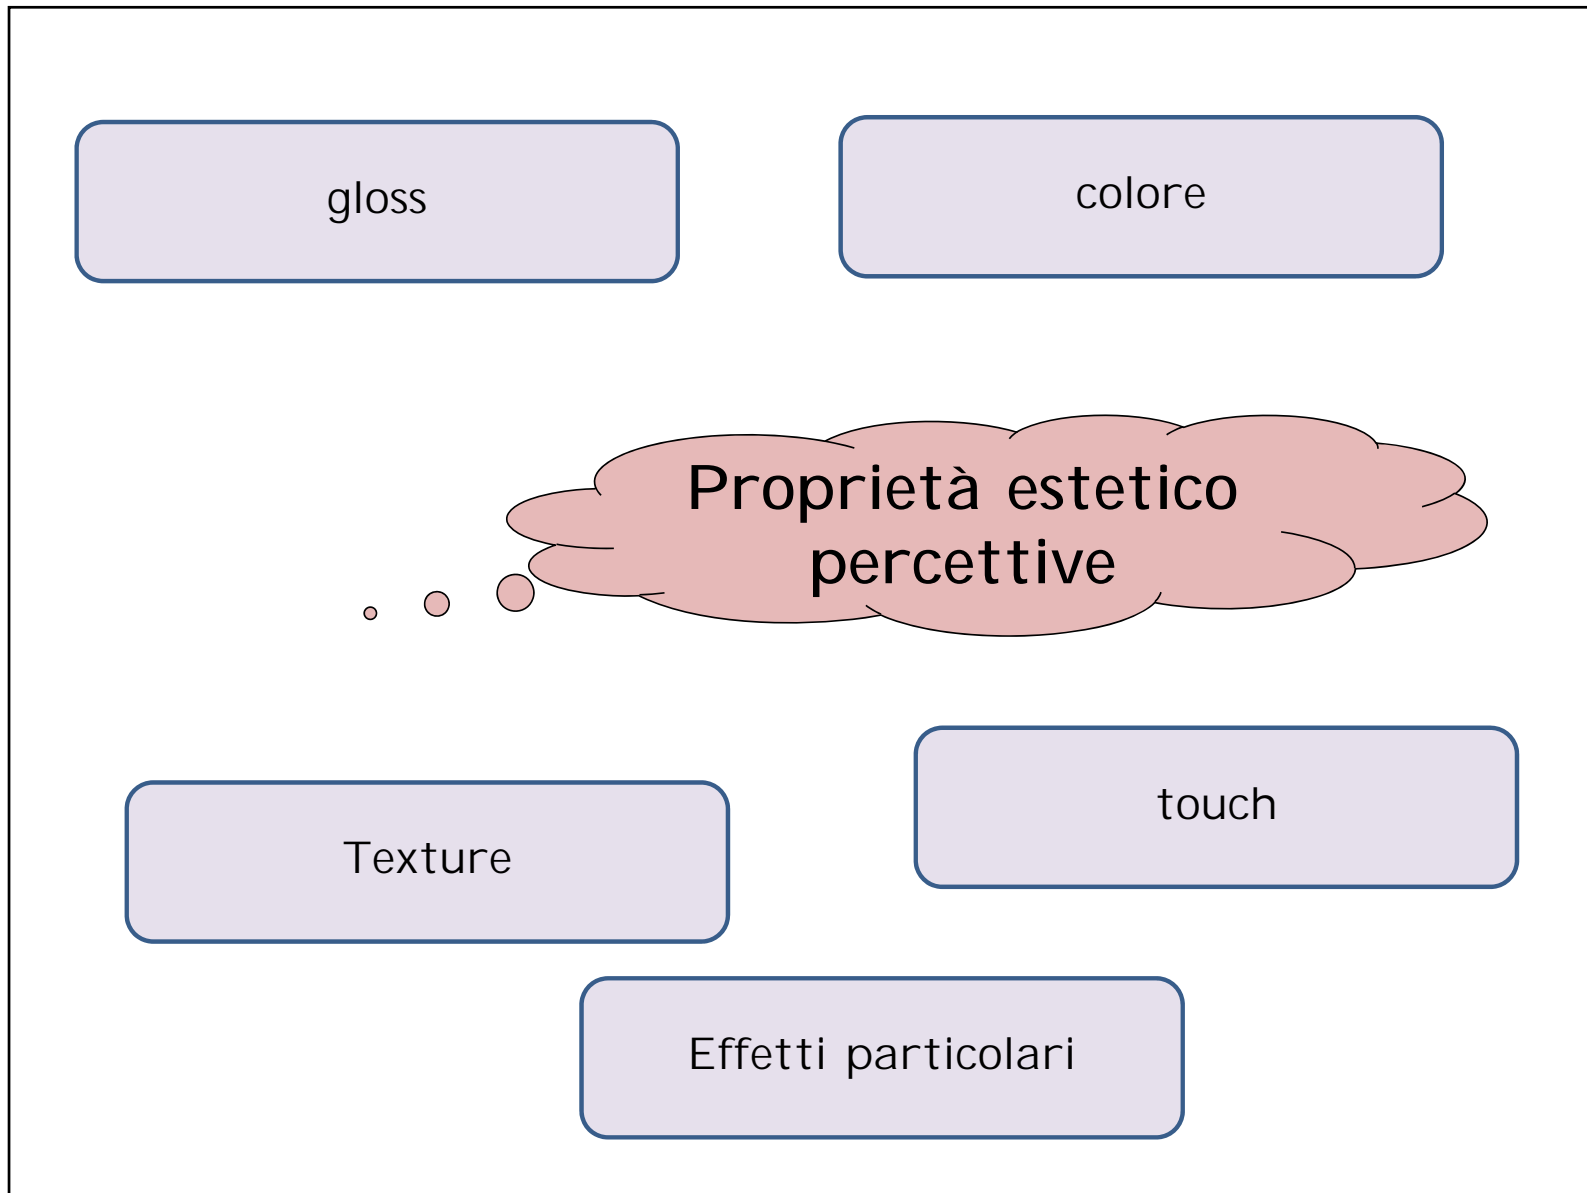 gloss
colore
Proprietà estetico
percettive
touch
Texture
Effetti particolari